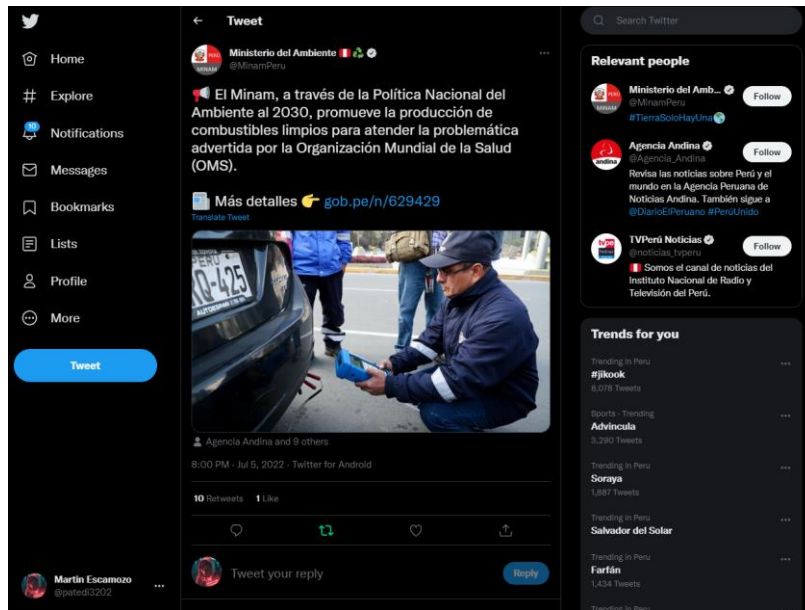 Home
Explore
10
Notifications
Messages
Bookmarks
Lists
Profile
More
Tweet
Martin Escamozo
@patedl3202
Tweet
Ministerio del Ambiente
@MinamPeru
El Minam, a través de la Política Nacional del
Ambiente al 2030, promueve la producción de
combustibles limpios para atender la problemática
advertida por la Organización Mundial de la Salud
(OMS).
Más detalles gob.pe/n/629429
Translate Tweet
PERU
Q-425
Agencia Andina and 9 others
8:00 PM · Jul 5, 2022 · Twitter for Android
10 Retweets 1 Like
Tweet your reply
Reply
Search Twitter
Relevant people
Ministerio del Amb...
@MinamPeru
Follow
#TierraSoloHayUna
Agencia Andina
@Agencia_Andina
Follow
Revisa las noticias sobre Perú y el
mundo en la Agencia Peruana de
Noticias Andina. También sigue a
@DiarioElPeruano #PerúUnido
TVPerú Noticias
@noticias_tvperu
Follow
Somos el canal de noticias del
Instituto Nacional de Radio y
Televisión del Perú.
Trends for you
Trending in Peru
#jikook
8,078 Tweets
Sports · Trending
Advincula
3,290 Tweets
Trending in Peru
Soraya
1,687 Tweets
Trending in Peru
Salvador del Solar
Trending in Peru
Farfán
1,434 Tweets
Trending in Peru